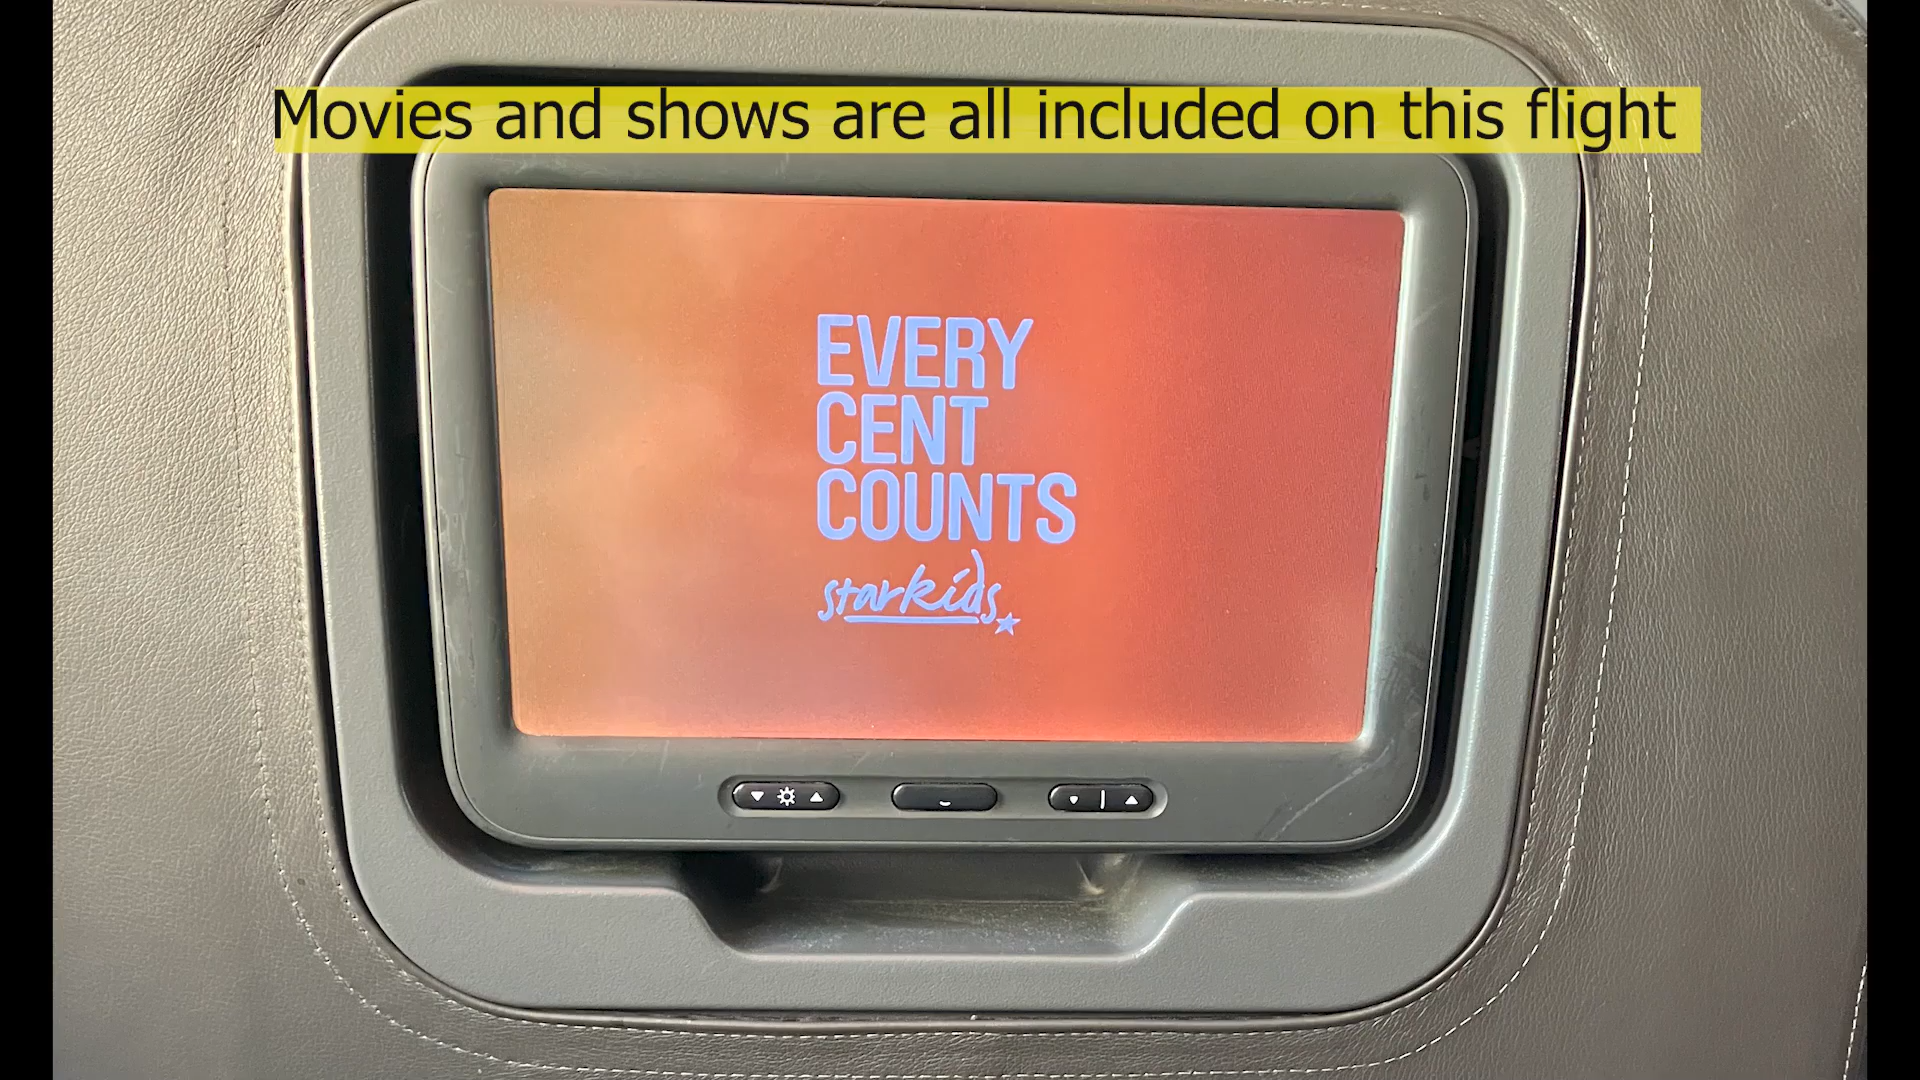 Movies and shows are all included on this flight
EVERY
CENT
COUNTS
starkids